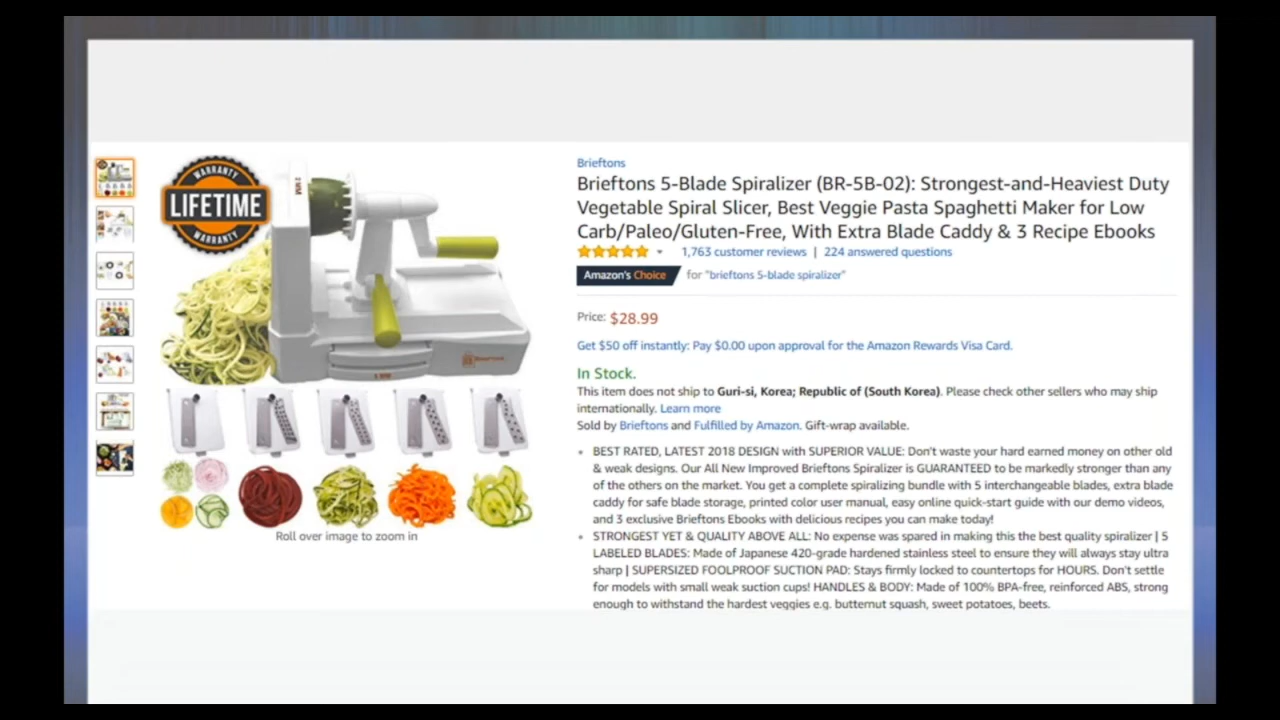 WARRANTY
LIFETIME
WARRANTY
Brieftons
Brieftons 5-Blade Spiralizer (BR-5B-02): Strongest-and-Heaviest Duty
Vegetable Spiral Slicer, Best Veggie Pasta Spaghetti Maker for Low
Carb/Paleo/Gluten-Free, With Extra Blade Caddy & 3 Recipe Ebooks
1,763 customer reviews | 224 answered questions
Amazon's Choice for "brieftons 5-blade spiralizer"
Price: $28.99
Get $50 off instantly: Pay $0.00 upon approval for the Amazon Rewards Visa Card.
In Stock.
This item does not ship to Guri-si, Korea; Republic of (South Korea). Please check other sellers who may ship
internationally. Learn more
Sold by Brieftons and Fulfilled by Amazon. Gift-wrap available.
• BEST RATED, LATEST 2018 DESIGN with SUPERIOR VALUE: Don't waste your hard earned money on other old
& weak designs. Our All New Improved Brieftons Spiralizer is GUARANTEED to be markedly stronger than any
of the others on the market. You get a complete spiralizing bundle with 5 interchangeable blades, extra blade
caddy for safe blade storage, printed color user manual, easy online quick-start guide with our demo videos,
and 3 exclusive Brieftons Ebooks with delicious recipes you can make today!
• STRONGEST YET & QUALITY ABOVE ALL: No expense was spared in making this the best quality spiralizer | 5
LABELED BLADES: Made of Japanese 420-grade hardened stainless steel to ensure they will always stay ultra
sharp | SUPERSIZED FOOLPROOF SUCTION PAD: Stays firmly locked to countertops for HOURS. Don't settle
for models with small weak suction cups! HANDLES & BODY: Made of 100% BPA-free, reinforced ABS, strong
enough to withstand the hardest veggies e.g. butternut squash, sweet potatoes, beets.
Roll over image to zoom in